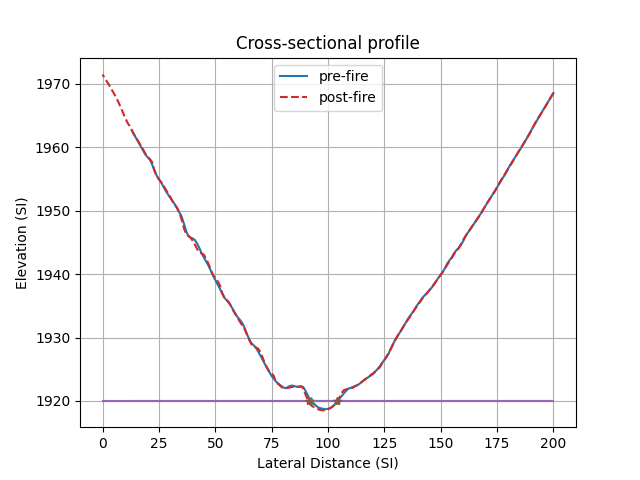 Cross-sectional profile
pre-fire
post-fire
Elevation (SI)
1970
1960
1950
1940
1930
1920
0 25 50 75 100 125 150 175 200
Lateral Distance (SI)